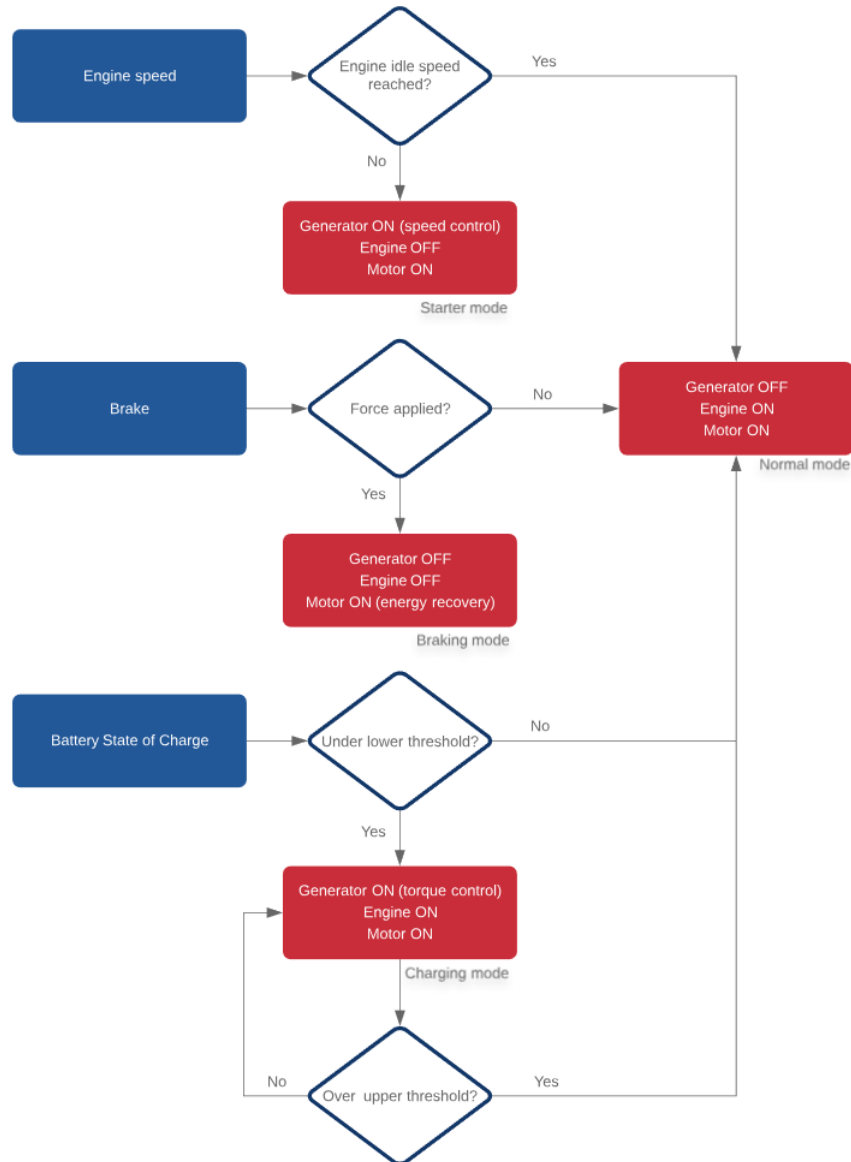 Engine speed
Engine idle speed
reached?
Yes
No
Generator ON (speed control)
Engine OFF
Motor ON
Starter mode
Brake
Force applied?
No
Generator OFF
Engine ON
Motor ON
Normal mode
Yes
Generator OFF
Engine OFF
Motor ON (energy recovery)
Braking mode
Battery State of Charge
Under lower threshold?
No
Yes
Generator ON (torque control)
Engine ON
Motor ON
Charging mode
No
Over upper threshold?
Yes